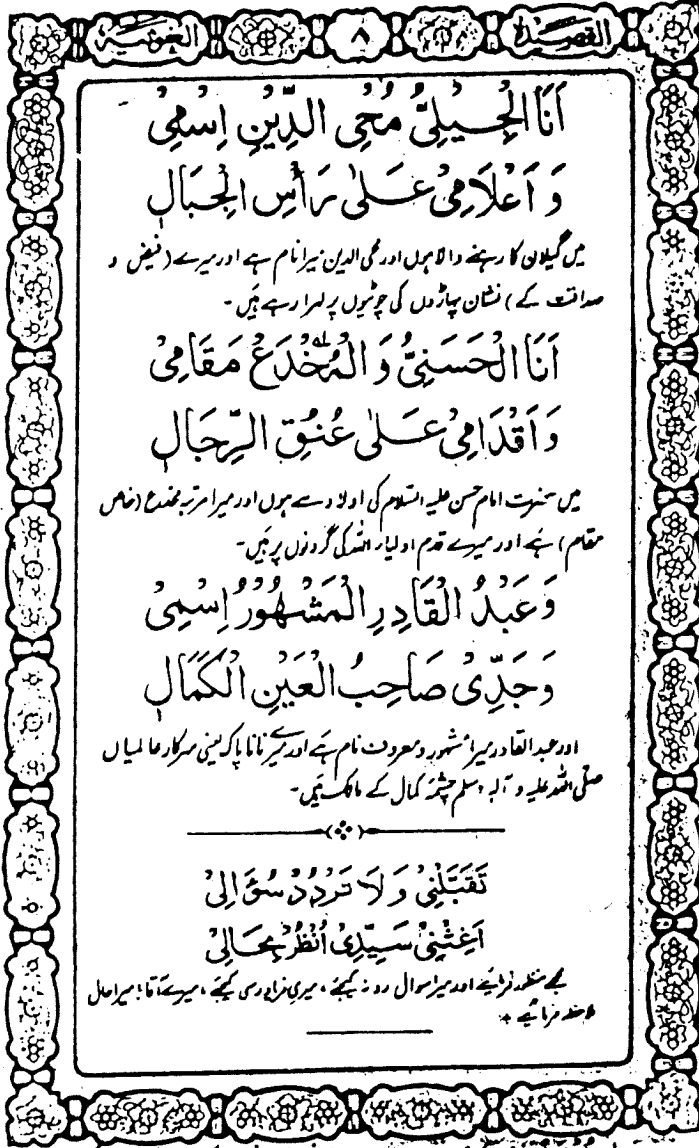 القصيدة ٨ الغوثية
اَنَا الْجِيْلِيُّ مُحْيِ الدِّيْنِ اِسْمِيْ
وَ اَعْلَامِيْ عَلٰى رَأْسِ الْجِبَالٖ
میں گیلان کا رہنے والا ہوں اور محی الدین میرا نام ہے اور میرے (فیض و
صداقت کے) نشان پہاڑوں کی چوٹیوں پر لہرا رہے ہیں۔
اَنَا الْحَسَنِيُّ وَ الْمُخْدَعْ مَقَامِيْ
وَ اَقْدَامِيْ عَلٰى عُنُقِ الرِّجَالٖ
میں حضرت امام حسن علیہ السلام کی اولاد سے ہوں اور میرا مرتبہ مخدع (خاص
مقام) ہے اور میرے قدم اولیاء اللہ کی گردنوں پر ہیں۔
وَ عَبْدُ الْقَادِرِ الْمَشْهُوْرُ اِسْمِيْ
وَ جَدِّيْ صَاحِبُ الْعَيْنِ الْكَمَالٖ
اور عبد القادر میرا مشہور و معروف نام ہے اور میرے نانا پاک یعنی سرکار عالمیاں
صلی اللہ علیہ و آلہ وسلم چشمۂ کمال کے مالک ہیں۔
تَقَبَّلْنِيْ وَ لَا تَرْدُدْ سُؤَالِيْ
اَغِثْنِيْ سَيِّدِيْ اُنْظُرْ بِحَالِيْ
مجھے منظور فرمایئے اور میرا سوال رد نہ کیجئے، میری فریاد رسی کیجئے، میرے آقا! میرا حال
ملاحظہ فرمائیے +